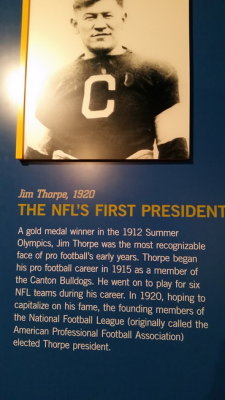 C
Jim Thorpe, 1920
THE NFL'S FIRST PRESIDENT
A gold medal winner in the 1912 Summer
Olympics, Jim Thorpe was the most recognizable
face of pro football's early years. Thorpe began
his pro football career in 1915 as a member of
the Canton Bulldogs. He went on to play for six
NFL teams during his career. In 1920, hoping to
capitalize on his fame, the founding members of
the National Football League (originally called the
American Professional Football Association)
elected Thorpe president.